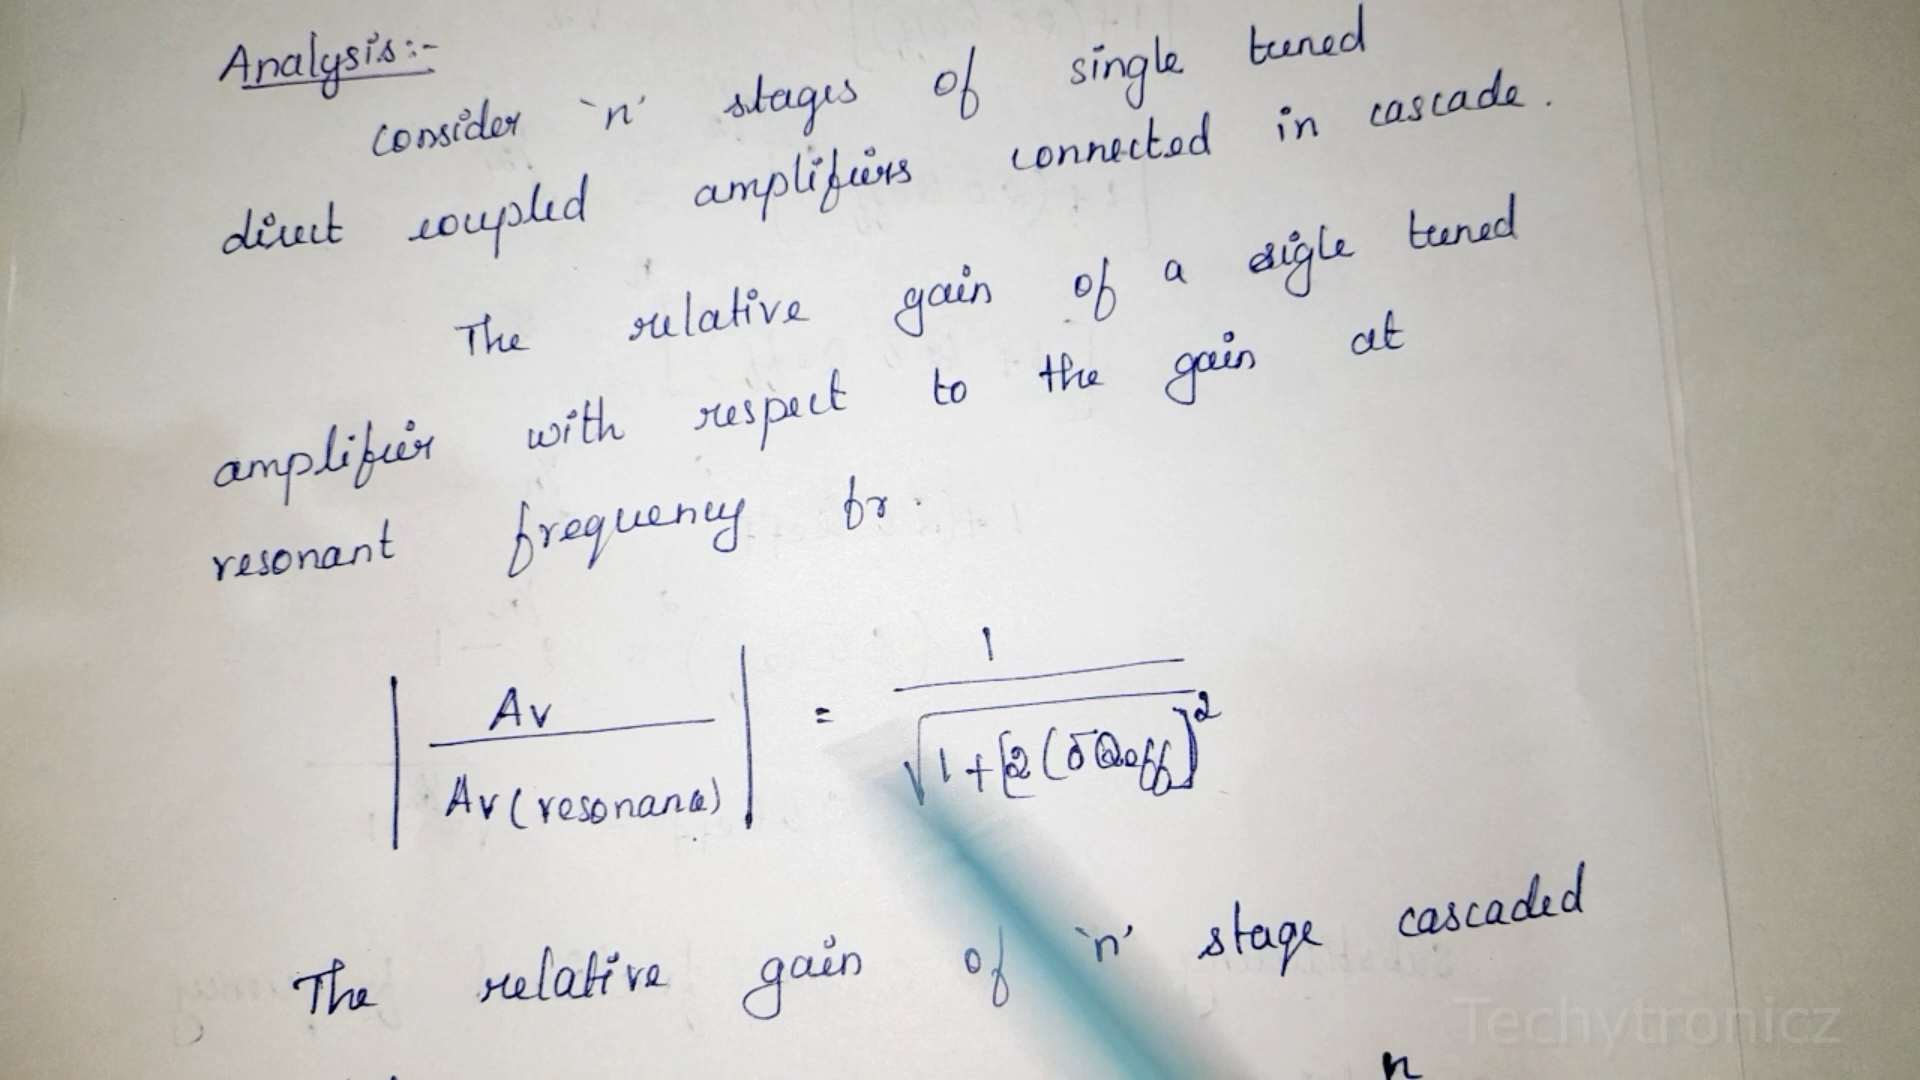 Analysis:-
Consider 'n' stages of single tuned
direct coupled amplifiers connected in cascade.
The relative gain of a sigle tuned
amplifier with respect to the gain at
resonant frequency fr.
| Av / Av (resonance) | = 1 / √1+[2(δQeff]²
The relative gain of 'n' stage cascaded
n
Techytronicz